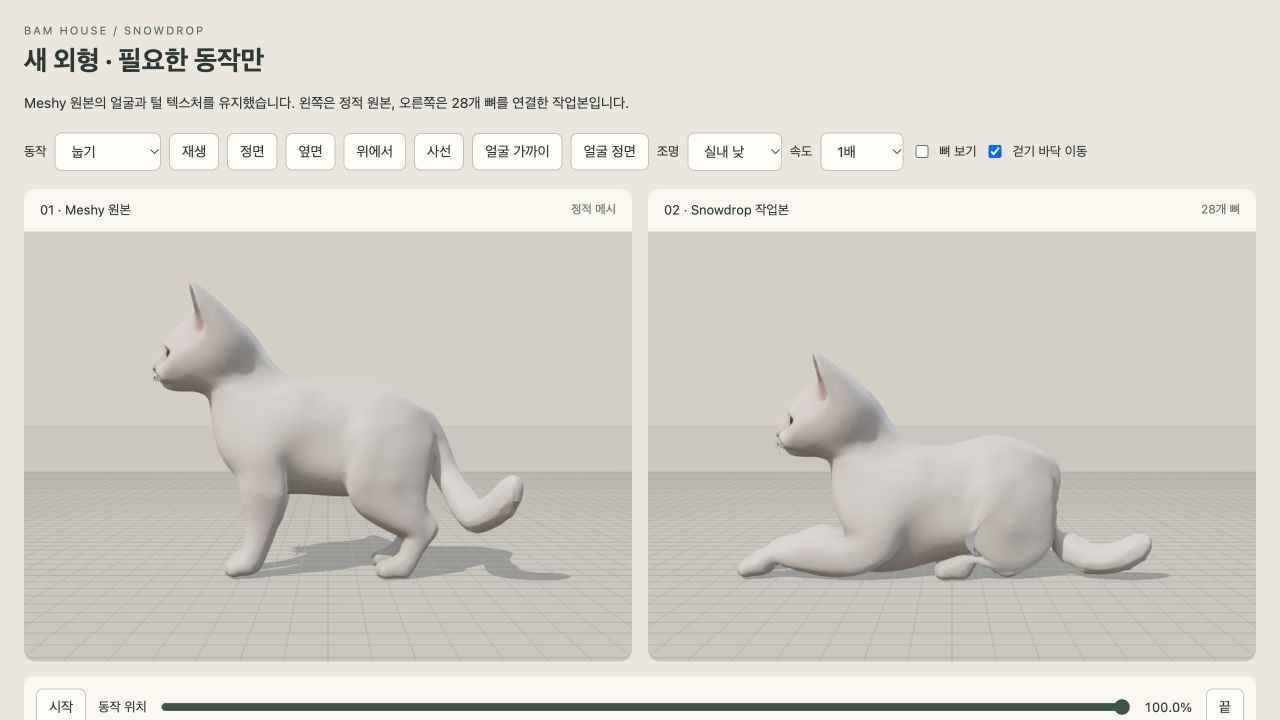 BAM HOUSE / SNOWDROP
새 외형 · 필요한 동작만
Meshy 원본의 얼굴과 털 텍스처를 유지했습니다. 왼쪽은 정적 원본, 오른쪽은 28개 뼈를 연결한 작업본입니다.
동작 눕기 재생 정면 옆면 위에서 사선 얼굴 가까이 얼굴 정면 조명 실내 낮 속도 1배 뼈 보기 걷기 바닥 이동
01 · Meshy 원본 정적 메시
02 · Snowdrop 작업본 28개 뼈
시작 동작 위치 100.0% 끝